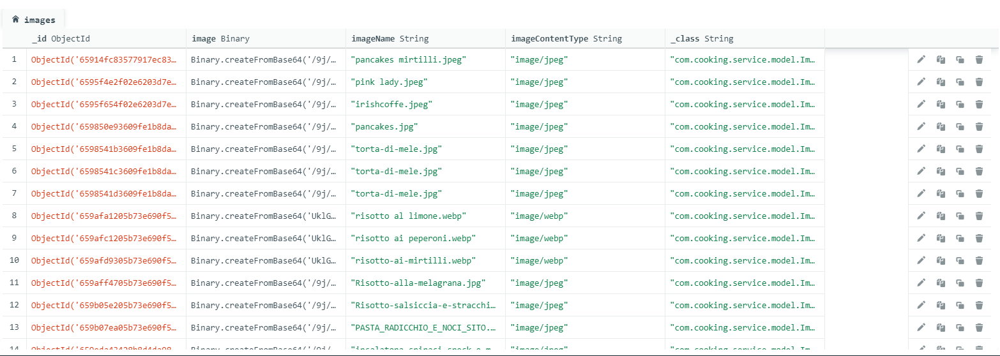 images
_id ObjectId image Binary imageName String imageContentType String _class String
1 ObjectId('65914fc83577917ec83… Binary.createFromBase64('/9j/… "pancakes mirtilli.jpeg" "image/jpeg" "com.cooking.service.model.Im…
2 ObjectId('6595f4e2f02e6203d7e… Binary.createFromBase64('/9j/… "pink lady.jpeg" "image/jpeg" "com.cooking.service.model.Im…
3 ObjectId('6595f654f02e6203d7e… Binary.createFromBase64('/9j/… "irishcoffe.jpeg" "image/jpeg" "com.cooking.service.model.Im…
4 ObjectId('659850e93609fe1b8da… Binary.createFromBase64('/9j/… "pancakes.jpg" "image/jpeg" "com.cooking.service.model.Im…
5 ObjectId('6598541b3609fe1b8da… Binary.createFromBase64('/9j/… "torta-di-mele.jpg" "image/jpeg" "com.cooking.service.model.Im…
6 ObjectId('6598541c3609fe1b8da… Binary.createFromBase64('/9j/… "torta-di-mele.jpg" "image/jpeg" "com.cooking.service.model.Im…
7 ObjectId('6598541d3609fe1b8da… Binary.createFromBase64('/9j/… "torta-di-mele.jpg" "image/jpeg" "com.cooking.service.model.Im…
8 ObjectId('659afa1205b73e690f5… Binary.createFromBase64('UklG… "risotto al limone.webp" "image/webp" "com.cooking.service.model.Im…
9 ObjectId('659afc1205b73e690f5… Binary.createFromBase64('UklG… "risotto ai peperoni.webp" "image/webp" "com.cooking.service.model.Im…
10 ObjectId('659afd9305b73e690f5… Binary.createFromBase64('UklG… "risotto-ai-mirtilli.webp" "image/webp" "com.cooking.service.model.Im…
11 ObjectId('659aff4705b73e690f5… Binary.createFromBase64('/9j/… "Risotto-alla-melagrana.jpg" "image/jpeg" "com.cooking.service.model.Im…
12 ObjectId('659b05e205b73e690f5… Binary.createFromBase64('/9j/… "Risotto-salsiccia-e-stracchi… "image/jpeg" "com.cooking.service.model.Im…
13 ObjectId('659b07ea05b73e690f5… Binary.createFromBase64('/9j/… "PASTA_RADICCHIO_E_NOCI_SITO.… "image/jpeg" "com.cooking.service.model.Im…
14 Binary.createFromBase64('/9j/… "image/jpeg" "com.cooking.service.model.Im…